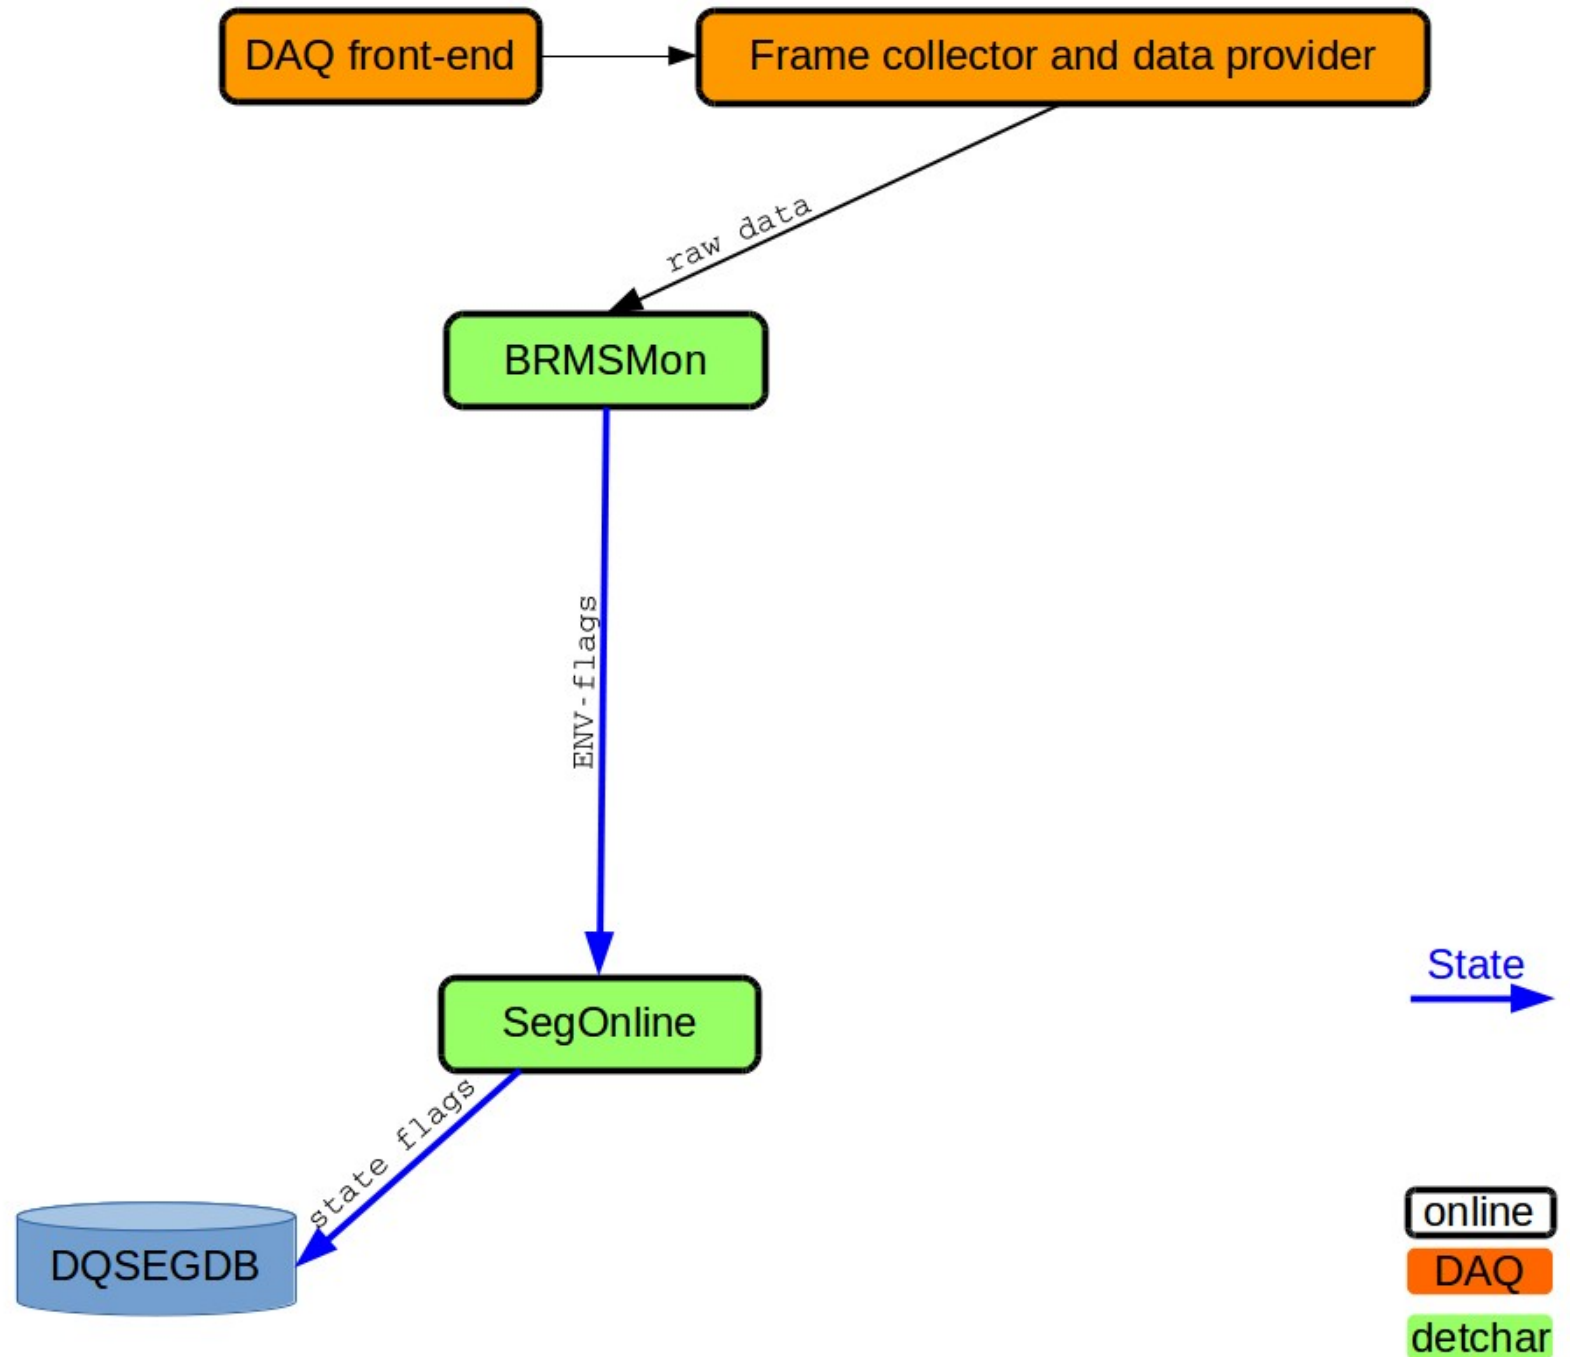 DAQ front-end
Frame collector and data provider
raw data
BRMSMon
ENV-flags
State
SegOnline
state flags
online
DQSEGDB
DAQ
detchar